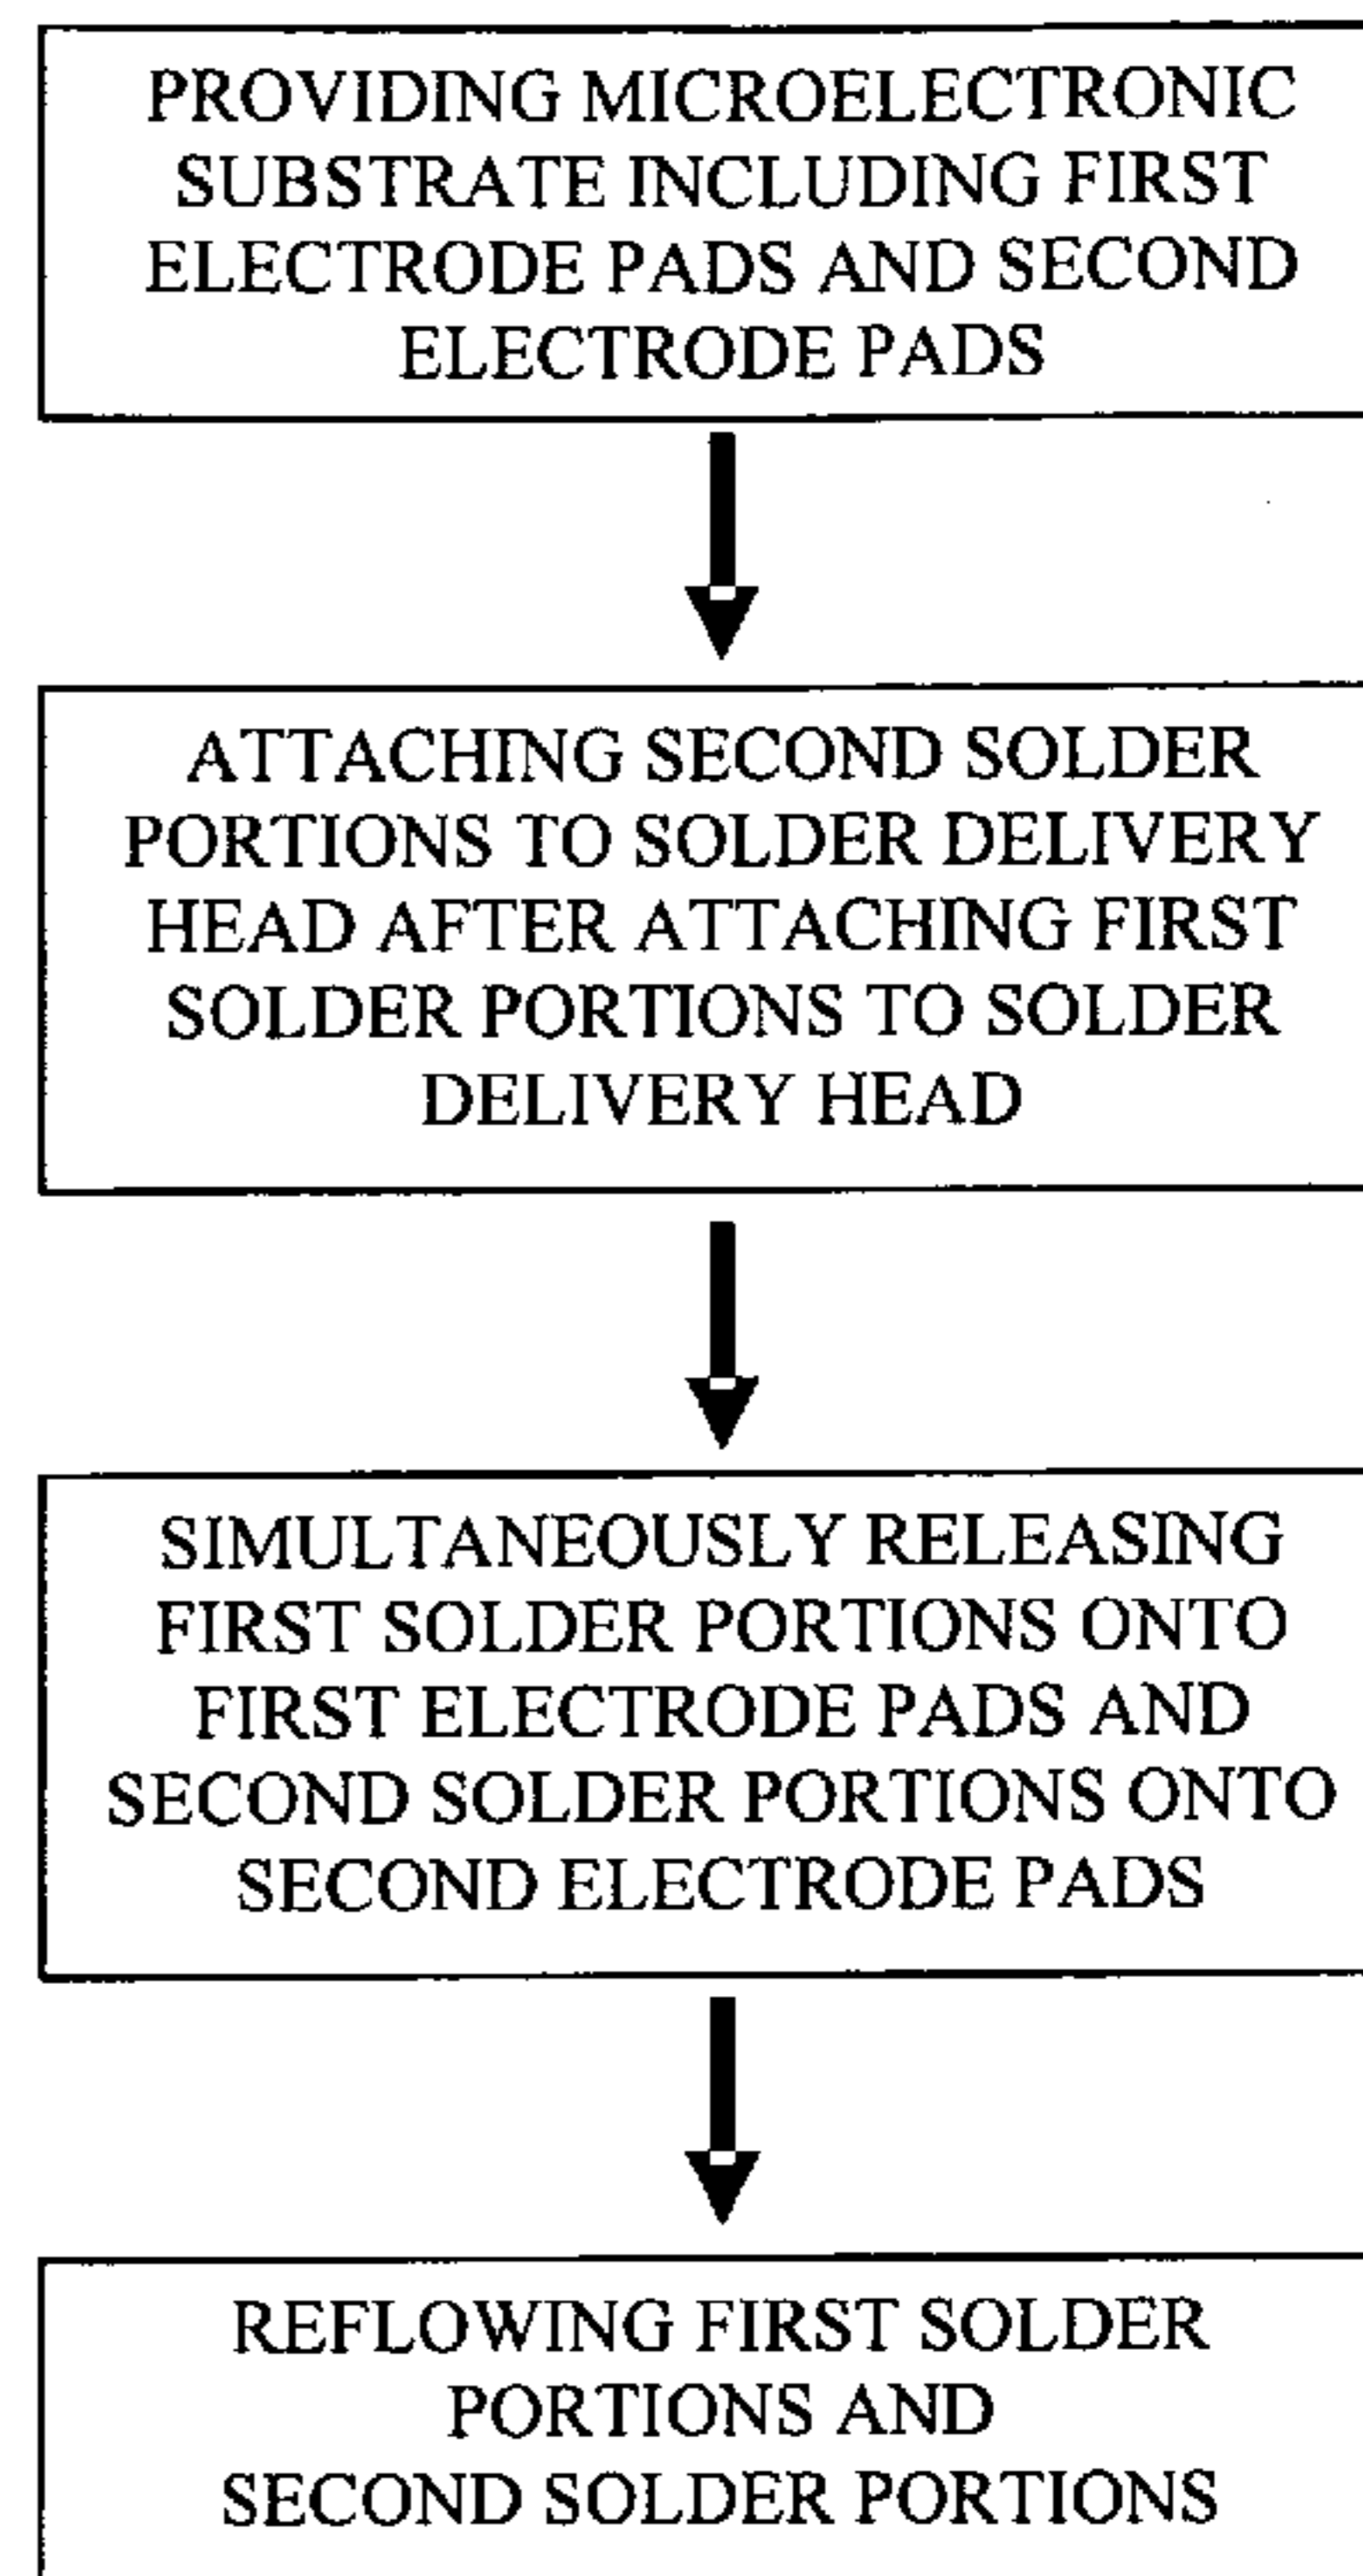 PROVIDING MICROELECTRONIC
SUBSTRATE INCLUDING FIRST
ELECTRODE PADS AND SECOND
ELECTRODE PADS
ATTACHING SECOND SOLDER
PORTIONS TO SOLDER DELIVERY
HEAD AFTER ATTACHING FIRST
SOLDER PORTIONS TO SOLDER
DELIVERY HEAD
SIMULTANEOUSLY RELEASING
FIRST SOLDER PORTIONS ONTO
FIRST ELECTRODE PADS AND
SECOND SOLDER PORTIONS ONTO
SECOND ELECTRODE PADS
REFLOWING FIRST SOLDER
PORTIONS AND
SECOND SOLDER PORTIONS